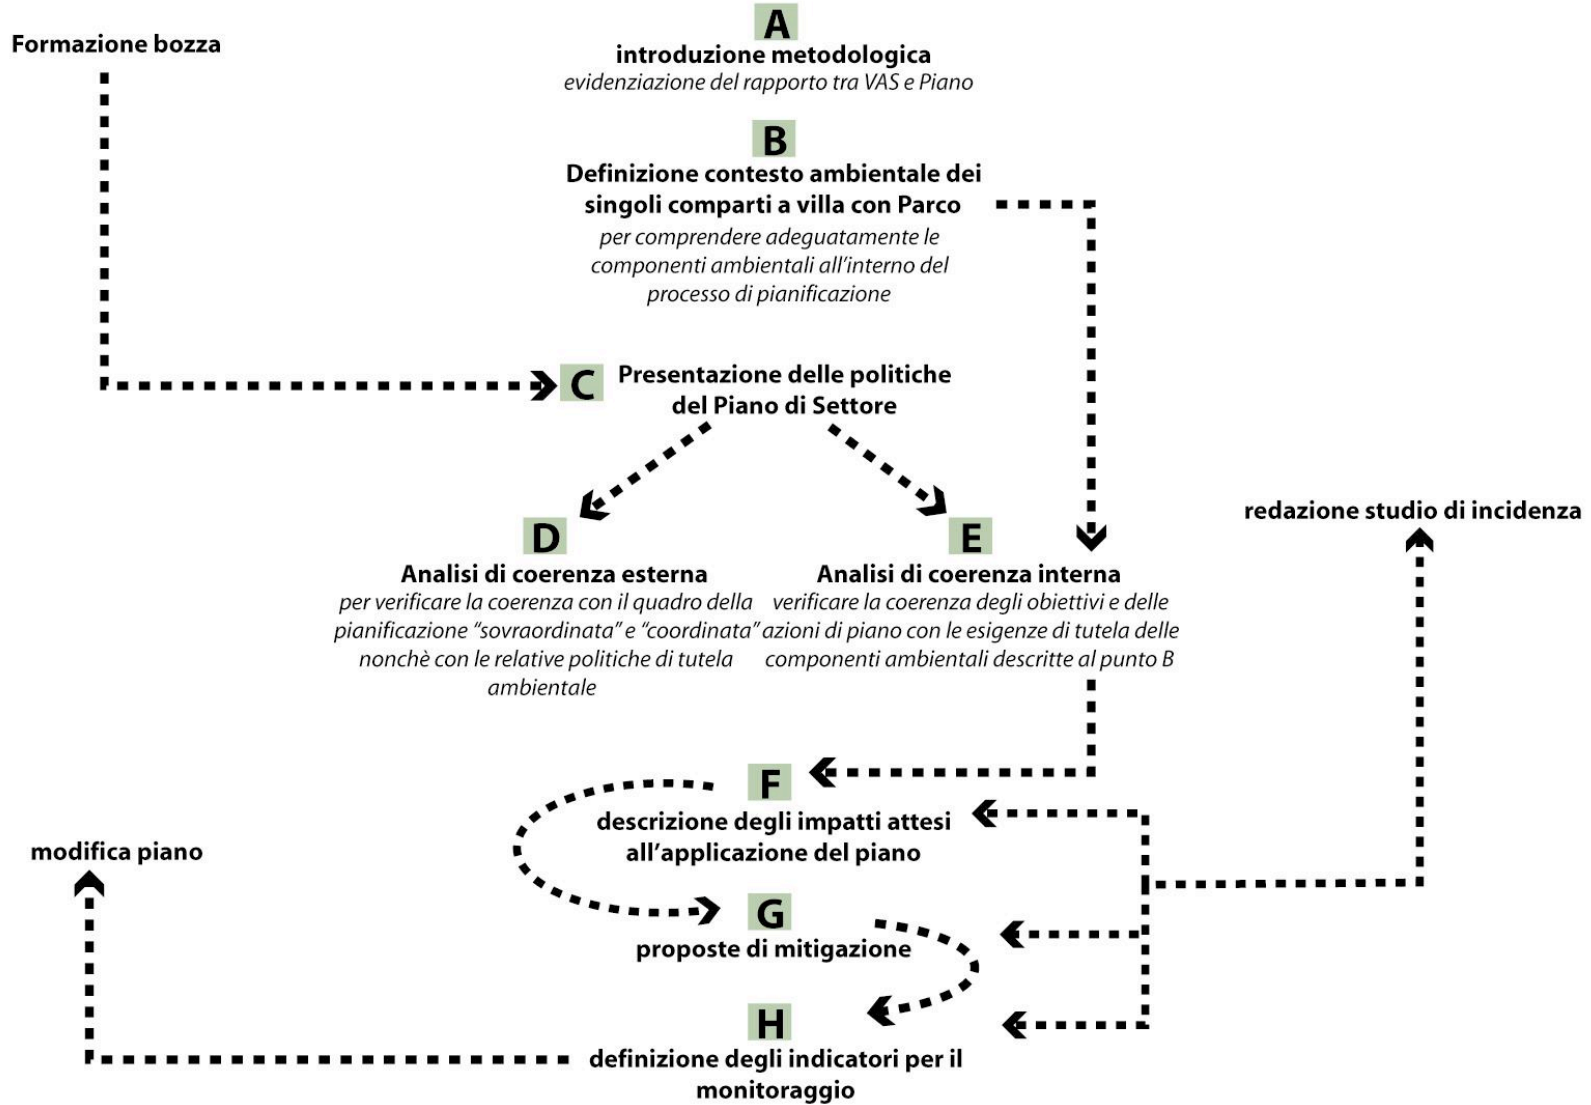 Formazione bozza
A
introduzione metodologica
evidenziazione del rapporto tra VAS e Piano
B
Definizione contesto ambientale dei
singoli comparti a villa con Parco
per comprendere adeguatamente le
componenti ambientali all'interno del
processo di pianificazione
C
Presentazione delle politiche
del Piano di Settore
D
Analisi di coerenza esterna
per verificare la coerenza con il quadro della
pianificazione "sovraordinata" e "coordinata"
nonchè con le relative politiche di tutela
ambientale
E
Analisi di coerenza interna
verificare la coerenza degli obiettivi e delle
azioni di piano con le esigenze di tutela delle
componenti ambientali descritte al punto B
redazione studio di incidenza
F
descrizione degli impatti attesi
all'applicazione del piano
modifica piano
G
proposte di mitigazione
H
definizione degli indicatori per il
monitoraggio